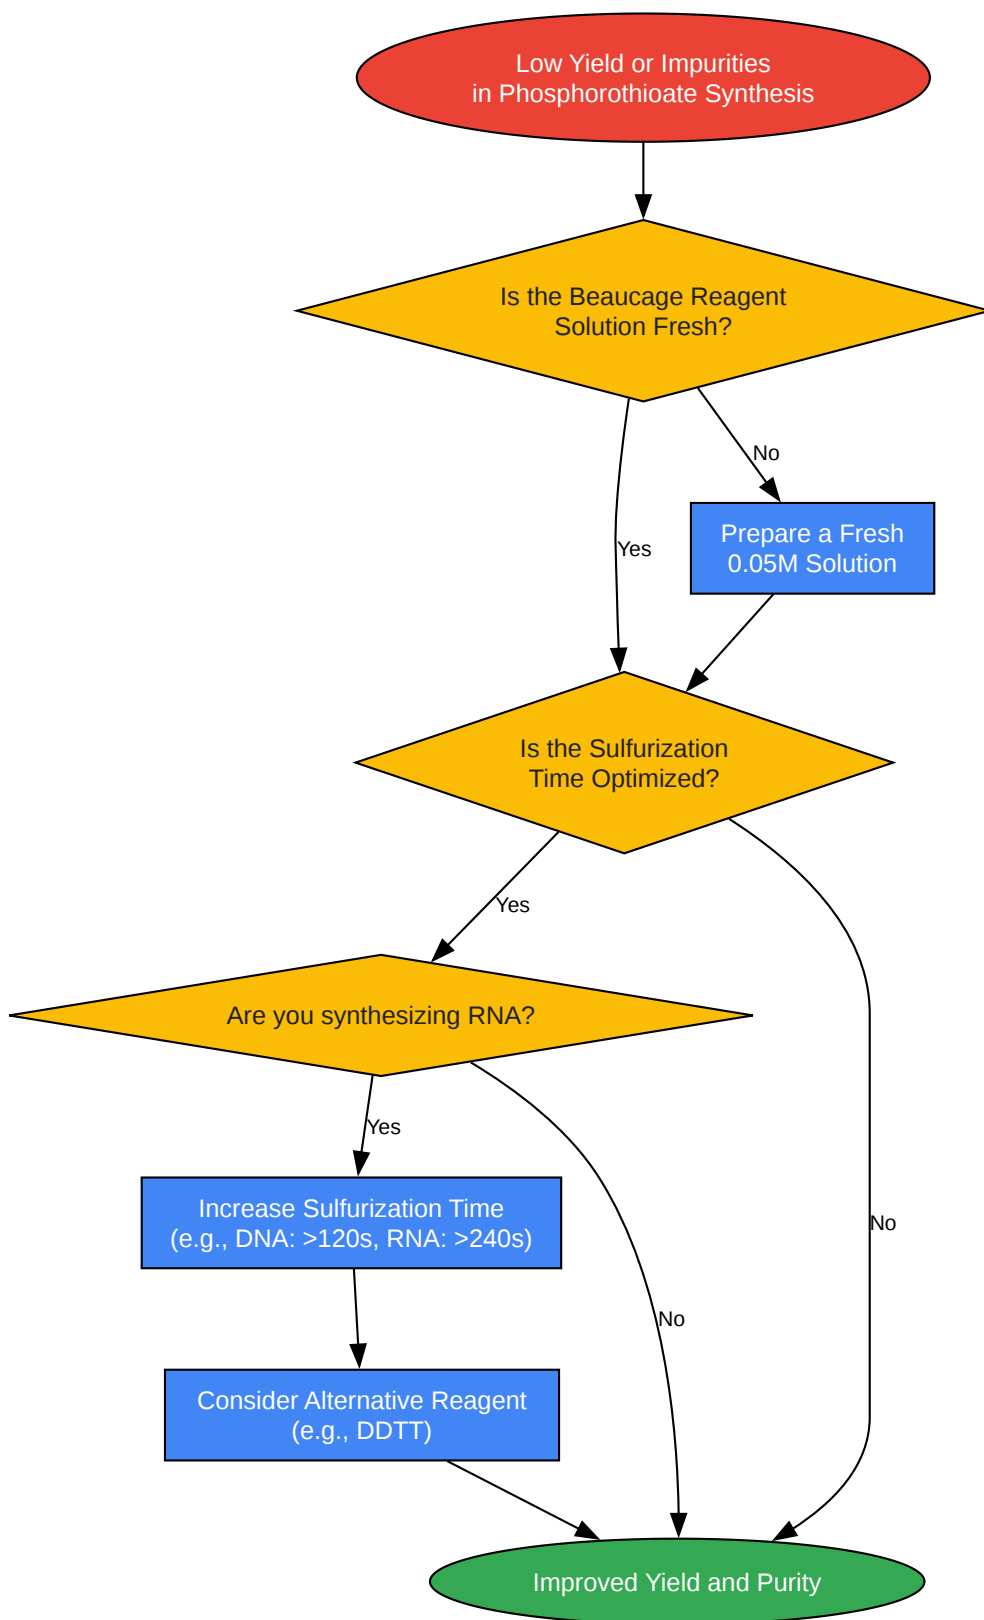 Low Yield or Impurities
in Phosphorothioate Synthesis
Is the Beaucage Reagent
Solution Fresh?
No
Prepare a Fresh
0.05M Solution
Yes
Is the Sulfurization
Time Optimized?
Yes
Are you synthesizing RNA?
Yes
Increase Sulfurization Time
(e.g., DNA: >120s, RNA: >240s)
No
No
Consider Alternative Reagent
(e.g., DDTT)
Improved Yield and Purity